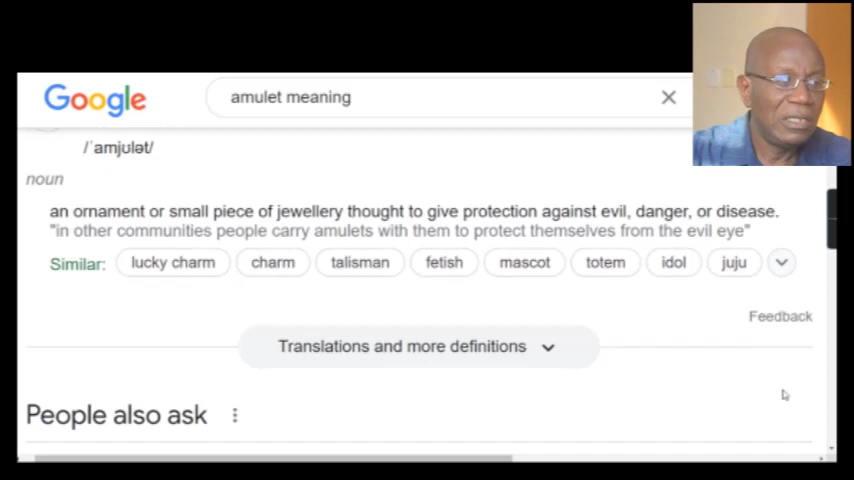 Google
amulet meaning
/ˈamjʊlət/
noun
an ornament or small piece of jewellery thought to give protection against evil, danger, or disease.
"in other communities people carry amulets with them to protect themselves from the evil eye"
Similar: lucky charm charm talisman fetish mascot totem idol juju
Feedback
Translations and more definitions
People also ask